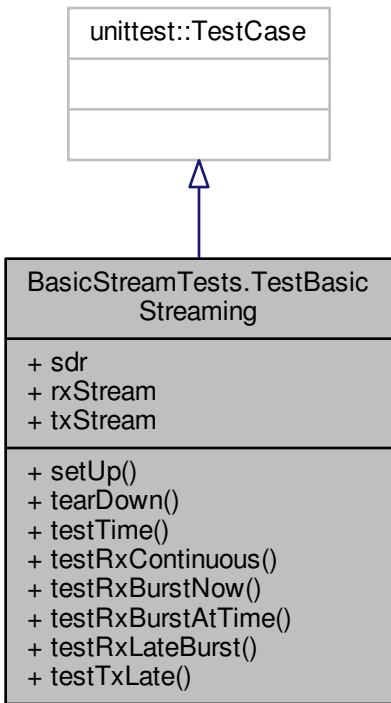 unittest::TestCase
BasicStreamTests.TestBasic
Streaming
+ sdr
+ rxStream
+ txStream
+ setUp()
+ tearDown()
+ testTime()
+ testRxContinuous()
+ testRxBurstNow()
+ testRxBurstAtTime()
+ testRxLateBurst()
+ testTxLate()